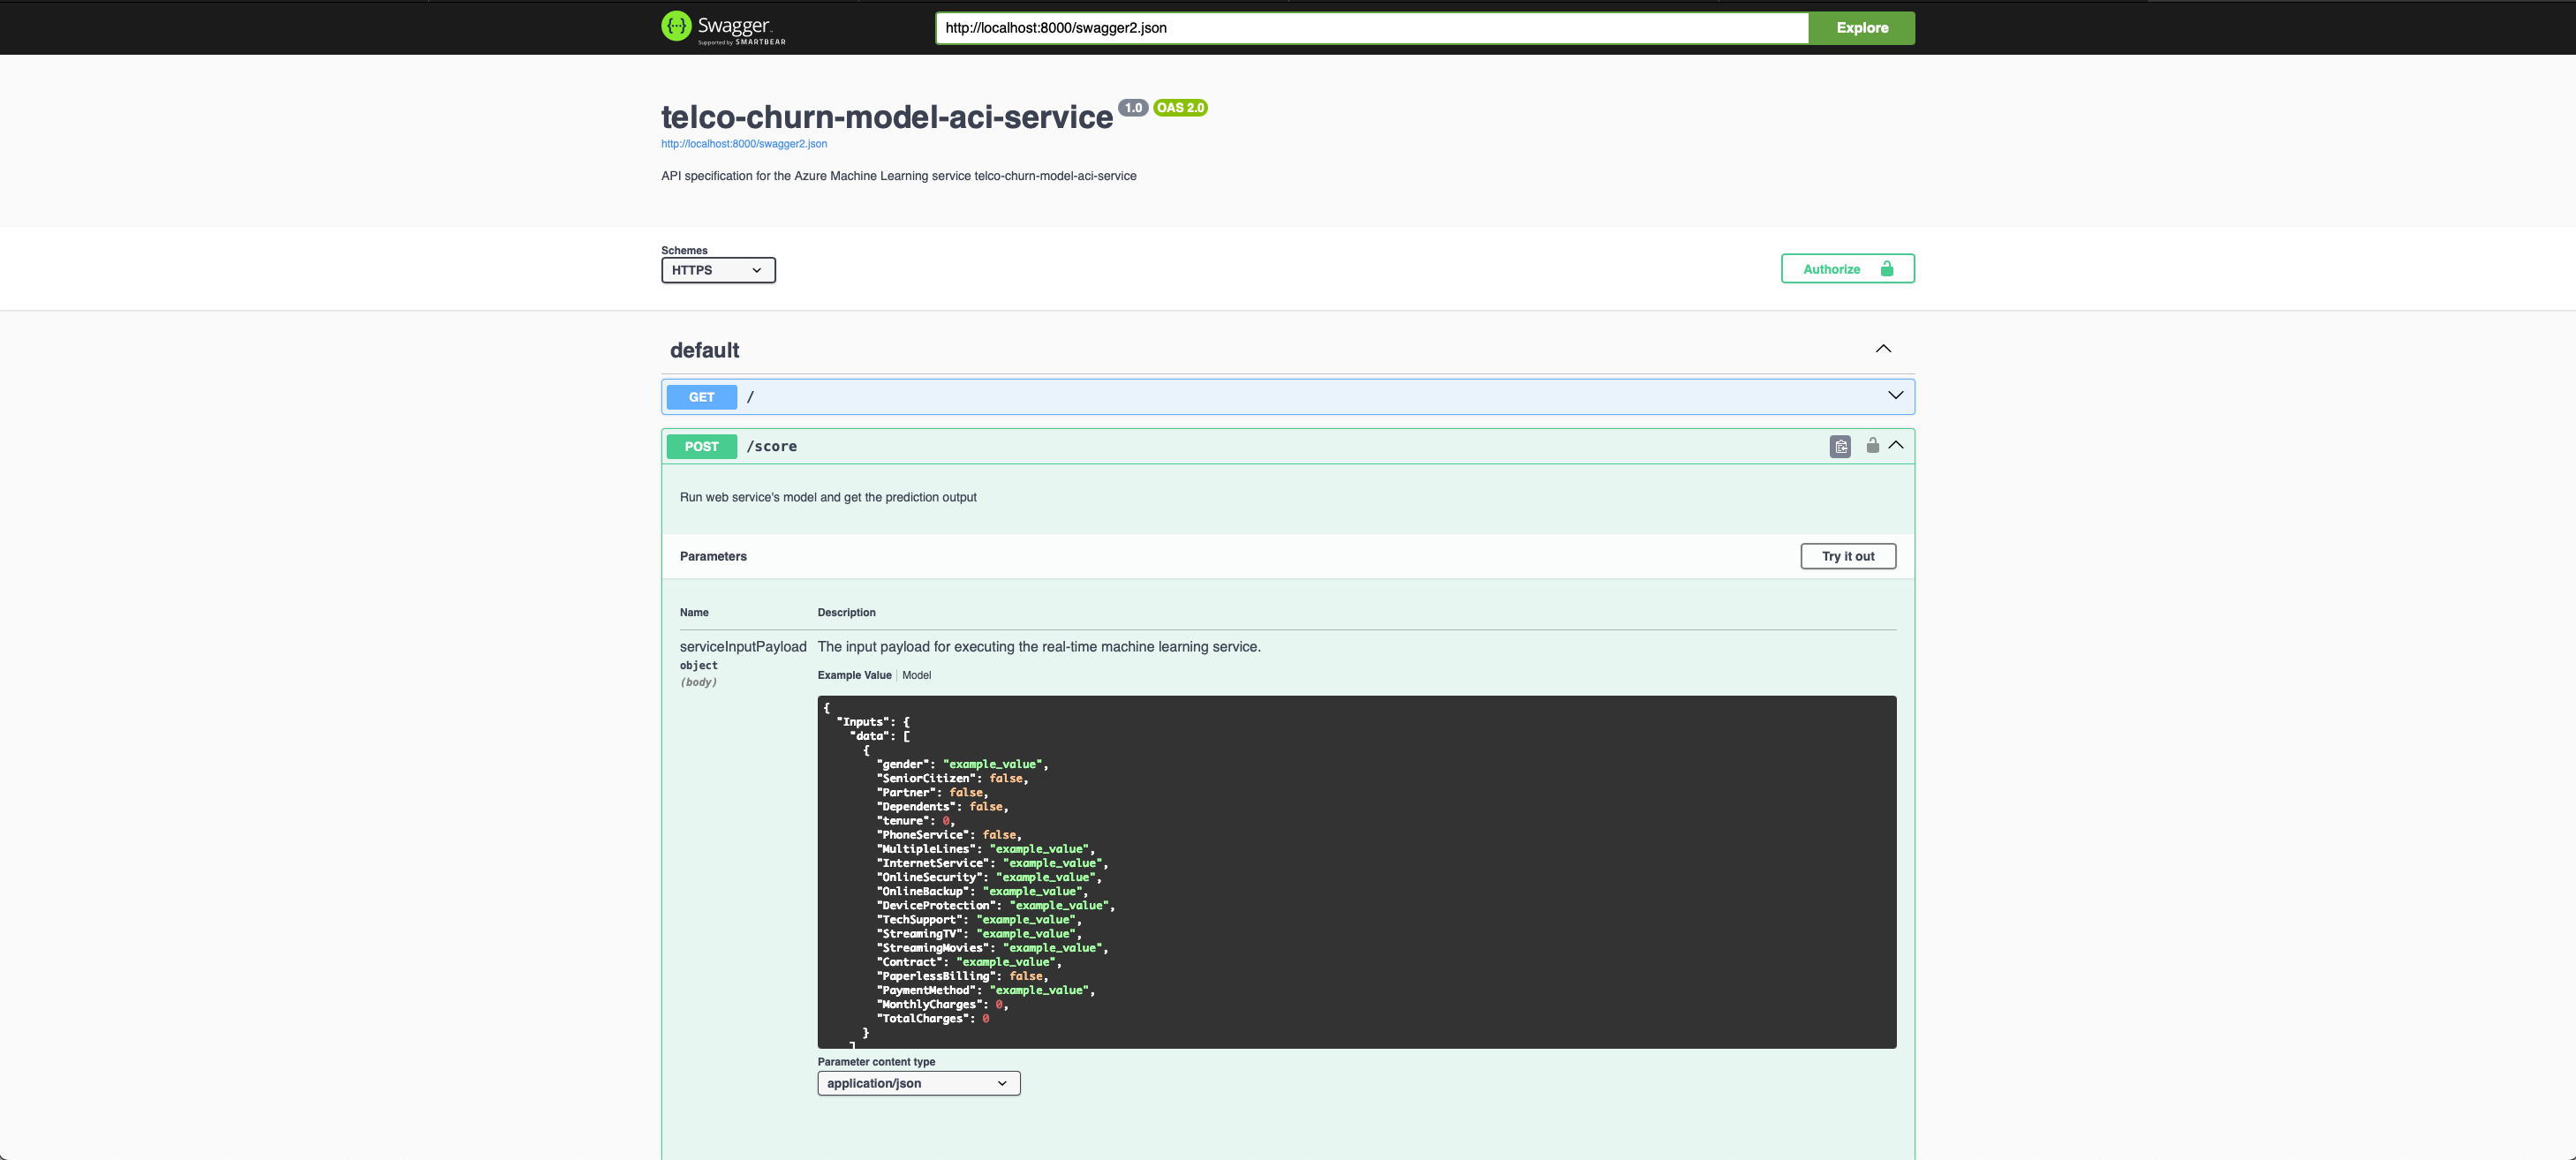 Swagger
Supported by SMARTBEAR
http://localhost:8000/swagger2.json
Explore
telco-churn-model-aci-service 1.0 OAS 2.0
http://localhost:8000/swagger2.json
API specification for the Azure Machine Learning service telco-churn-model-aci-service
Schemes
HTTPS
Authorize
default
GET /
POST /score
Run web service's model and get the prediction output
Parameters
Try it out
Name Description
serviceInputPayload The input payload for executing the real-time machine learning service.
object
(body)
Example Value | Model
{
"Inputs": {
"data": [
{
"gender": "example_value",
"SeniorCitizen": false,
"Partner": false,
"Dependents": false,
"tenure": 0,
"PhoneService": false,
"MultipleLines": "example_value",
"InternetService": "example_value",
"OnlineSecurity": "example_value",
"OnlineBackup": "example_value",
"DeviceProtection": "example_value",
"TechSupport": "example_value",
"StreamingTV": "example_value",
"StreamingMovies": "example_value",
"Contract": "example_value",
"PaperlessBilling": false,
"PaymentMethod": "example_value",
"MonthlyCharges": 0,
"TotalCharges": 0
}
]
Parameter content type
application/json